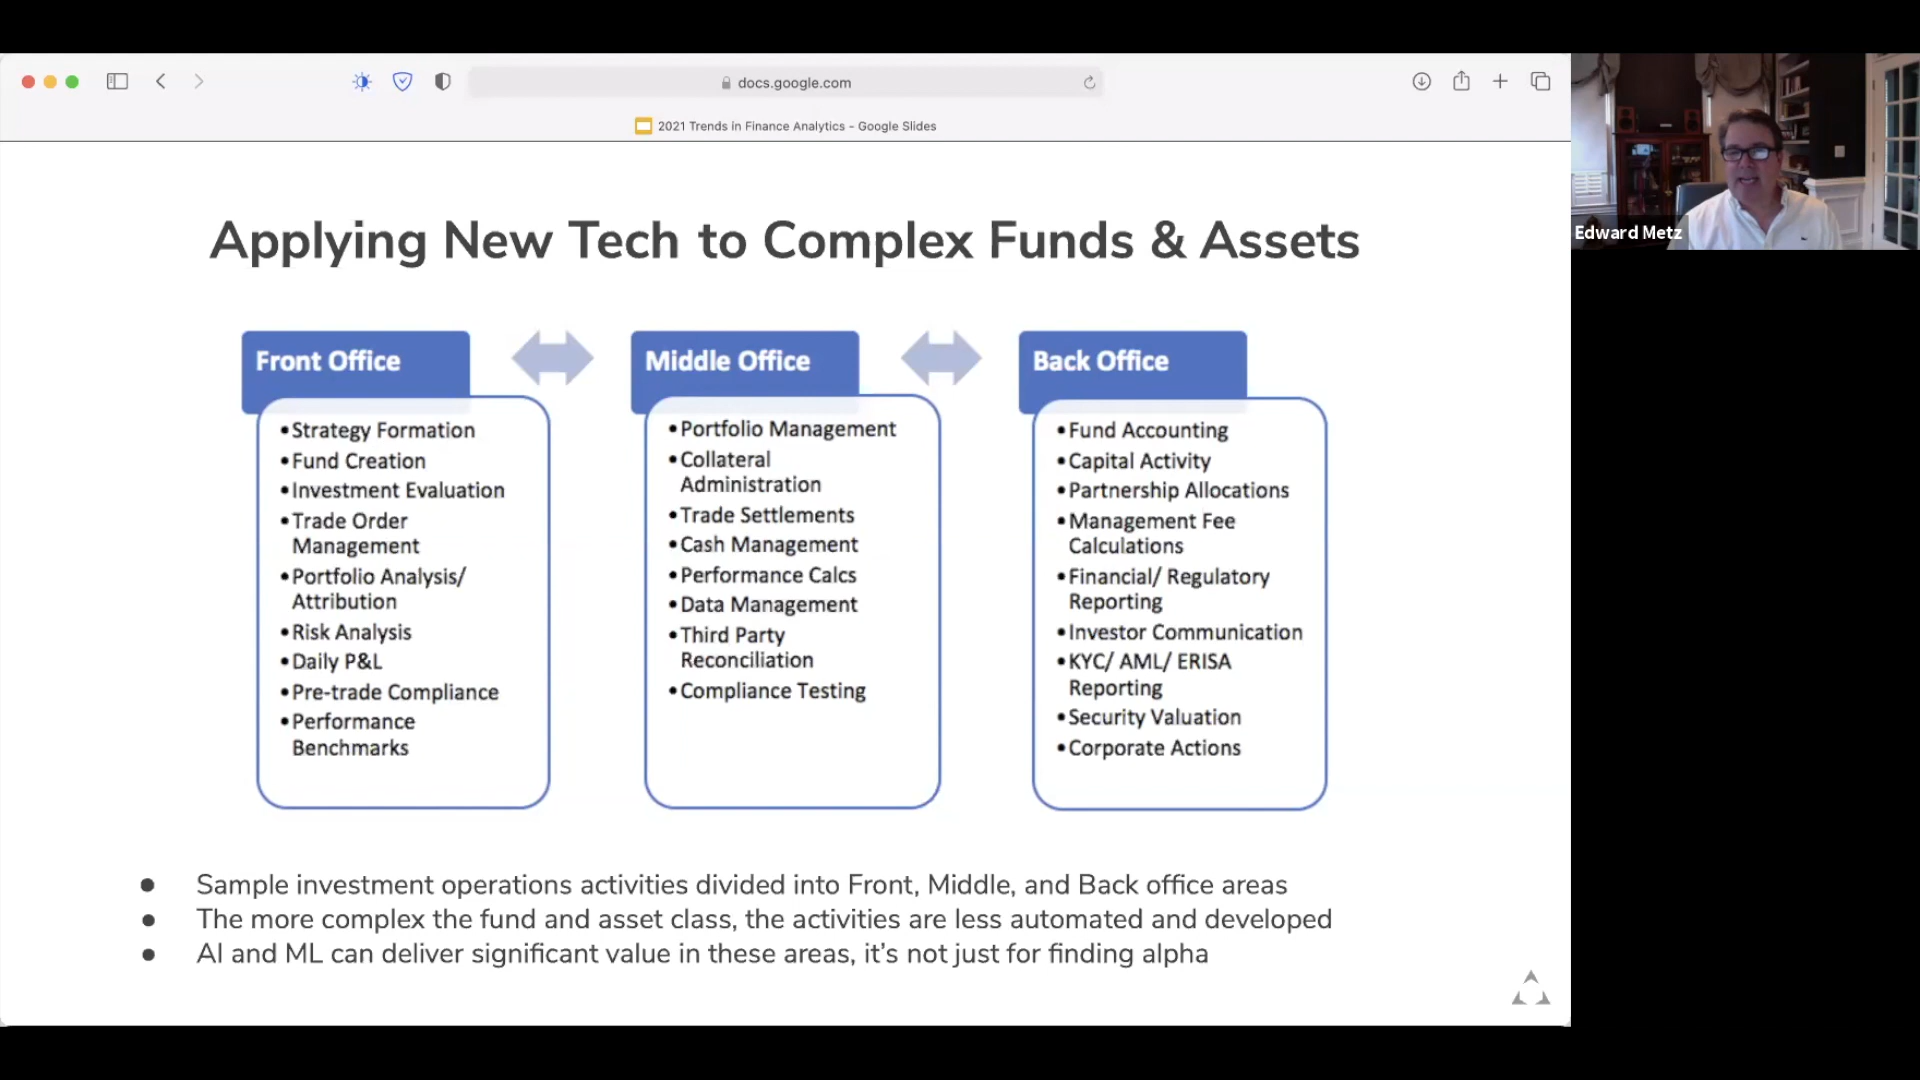 docs.google.com
2021 Trends in Finance Analytics – Google Slides
Edward Metz
Applying New Tech to Complex Funds & Assets
Front Office
•Strategy Formation
•Fund Creation
•Investment Evaluation
•Trade Order
Management
•Portfolio Analysis/
Attribution
•Risk Analysis
•Daily P&L
•Pre-trade Compliance
•Performance
Benchmarks
Middle Office
•Portfolio Management
•Collateral
Administration
•Trade Settlements
•Cash Management
•Performance Calcs
•Data Management
•Third Party
Reconciliation
•Compliance Testing
Back Office
•Fund Accounting
•Capital Activity
•Partnership Allocations
•Management Fee
Calculations
•Financial/ Regulatory
Reporting
•Investor Communication
•KYC/ AML/ ERISA
Reporting
•Security Valuation
•Corporate Actions
● Sample investment operations activities divided into Front, Middle, and Back office areas
● The more complex the fund and asset class, the activities are less automated and developed
● AI and ML can deliver significant value in these areas, it's not just for finding alpha